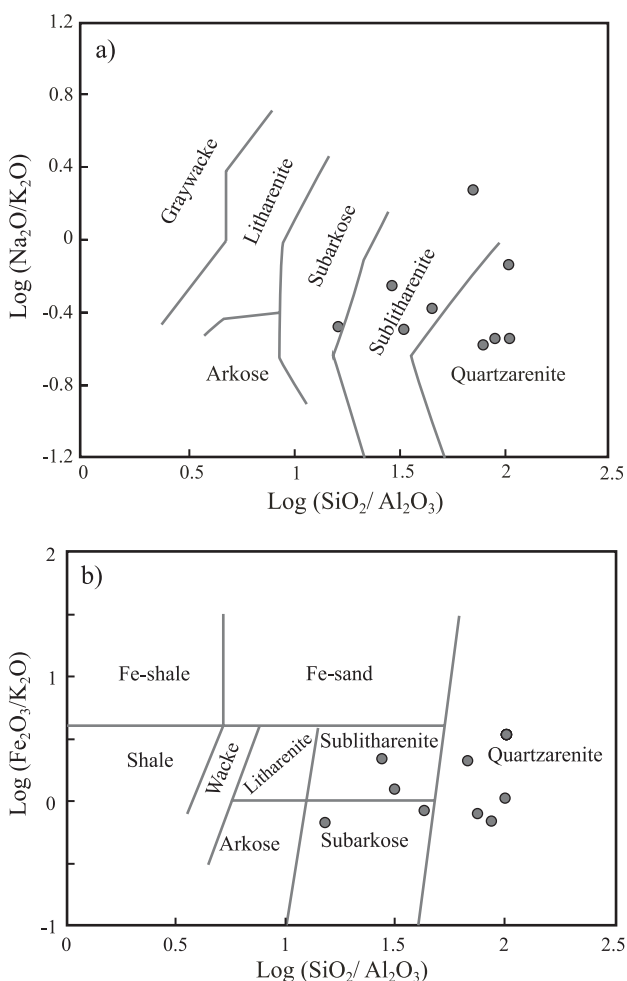 a)
1.2
0.8
0.4
0
-0.4
-0.8
-1.2
Log (Na₂O/K₂O)
Graywacke
Litharenite
Subarkose
Sublitharenite
Arkose
Quartzarenite
0 0.5 1 1.5 2 2.5
Log (SiO₂/ Al₂O₃)
b)
2
1
0
-1
Log (Fe₂O₃/K₂O)
Fe-shale
Fe-sand
Shale
Wacke
Litharenite
Sublitharenite
Quartzarenite
Arkose
Subarkose
0 0.5 1 1.5 2 2.5
Log (SiO₂/ Al₂O₃)